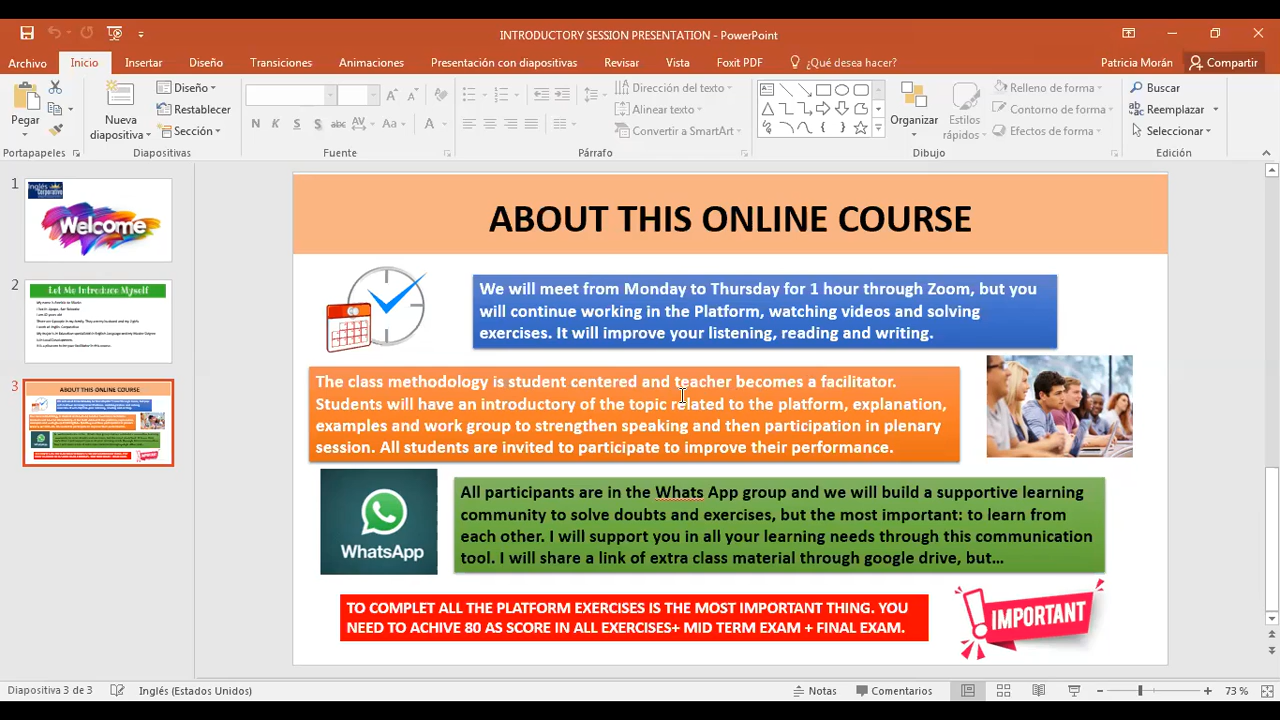 INTRODUCTORY SESSION PRESENTATION - PowerPoint
Archivo
Inicio
Insertar
Diseño
Transiciones
Animaciones
Presentación con diapositivas
Revisar
Vista
Foxit PDF
¿Qué desea hacer?
Patricia Morán
Compartir
Pegar
Nueva
diapositiva
Diseño
Restablecer
Sección
N K S S abc AV Aa A
Dirección del texto
Alinear texto
Convertir a SmartArt
Organizar
Estilos
rápidos
Relleno de forma
Contorno de forma
Efectos de forma
Buscar
Reemplazar
Seleccionar
Portapapeles
Diapositivas
Fuente
Párrafo
Dibujo
Edición
1
Inglés
Corporativo
Welcome
2
Let Me Introduce Myself
3
ABOUT THIS ONLINE COURSE
ABOUT THIS ONLINE COURSE
We will meet from Monday to Thursday for 1 hour through Zoom, but you
will continue working in the Platform, watching videos and solving
exercises. It will improve your listening, reading and writing.
The class methodology is student centered and teacher becomes a facilitator.
Students will have an introductory of the topic related to the platform, explanation,
examples and work group to strengthen speaking and then participation in plenary
session. All students are invited to participate to improve their performance.
WhatsApp
All participants are in the Whats App group and we will build a supportive learning
community to solve doubts and exercises, but the most important: to learn from
each other. I will support you in all your learning needs through this communication
tool. I will share a link of extra class material through google drive, but...
TO COMPLET ALL THE PLATFORM EXERCISES IS THE MOST IMPORTANT THING. YOU
NEED TO ACHIVE 80 AS SCORE IN ALL EXERCISES+ MID TERM EXAM + FINAL EXAM.
IMPORTANT
Diapositiva 3 de 3
Inglés (Estados Unidos)
Notas
Comentarios
73 %